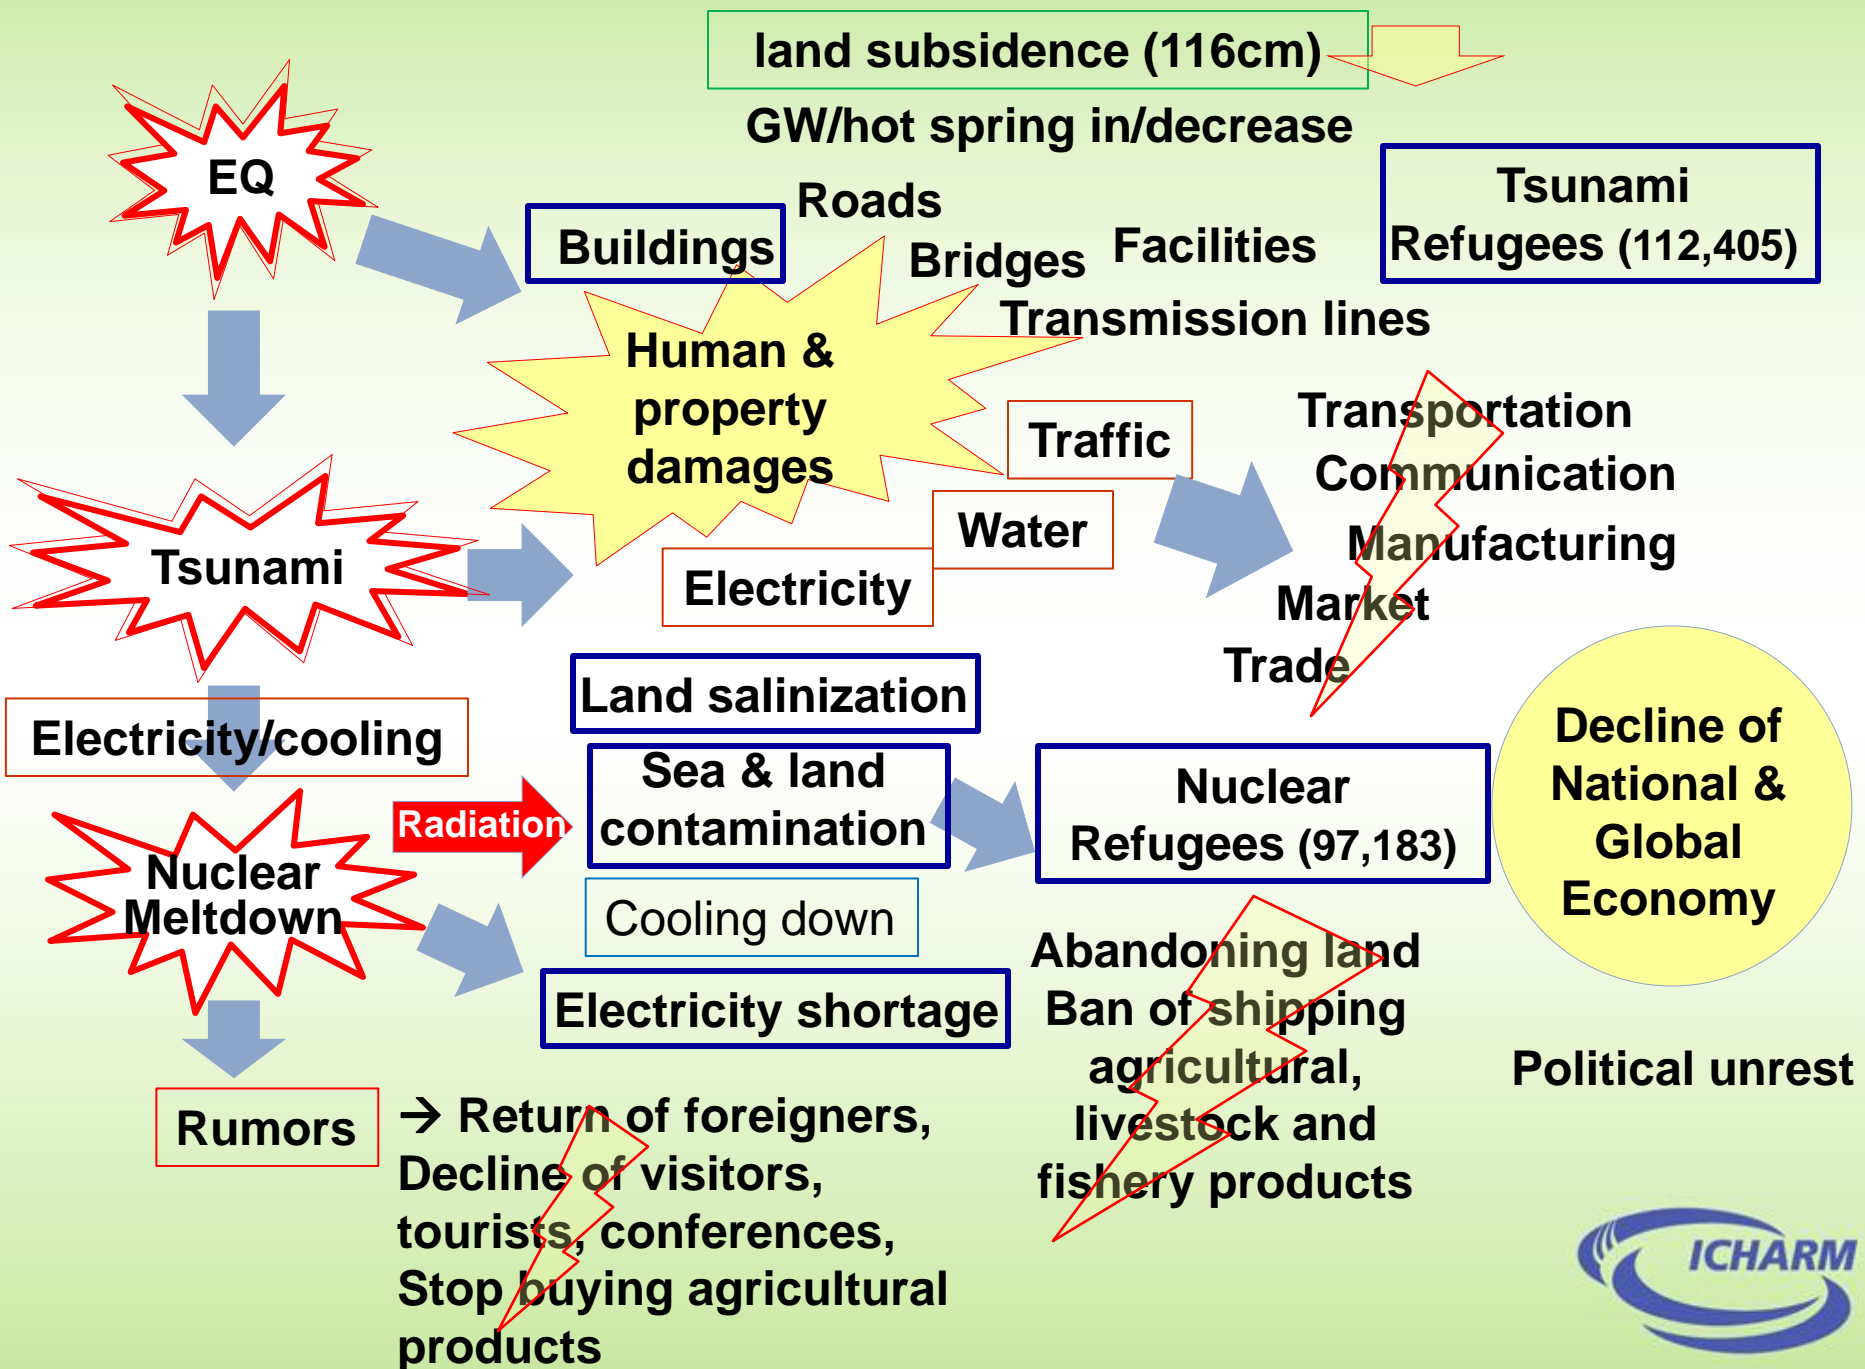 land subsidence (116cm)
GW/hot spring in/decrease
EQ
Roads
Buildings
Bridges
Facilities
Transmission lines
Tsunami
Refugees (112,405)
Human &
property
damages
Traffic
Water
Electricity
Transportation
Communication
Manufacturing
Market
Trade
Tsunami
Land salinization
Electricity/cooling
Sea & land
contamination
Radiation
Nuclear
Refugees (97,183)
Decline of
National &
Global
Economy
Nuclear
Meltdown
Cooling down
Electricity shortage
Abandoning land
Ban of shipping
agricultural,
livestock and
fishery products
Political unrest
Rumors
→ Return of foreigners,
Decline of visitors,
tourists, conferences,
Stop buying agricultural
products
ICHARM